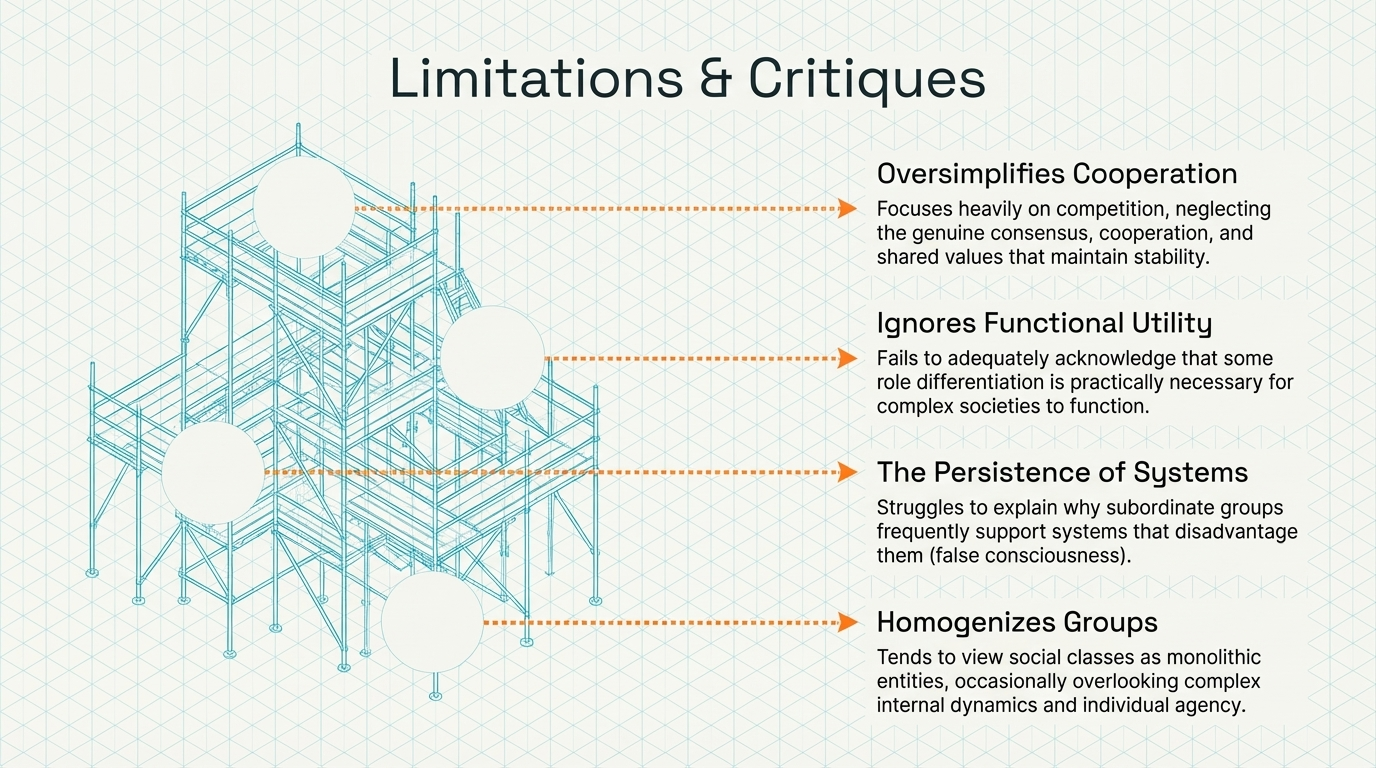 Limitations & Critiques
Oversimplifies Cooperation
Focuses heavily on competition, neglecting
the genuine consensus, cooperation, and
shared values that maintain stability.
Ignores Functional Utility
Fails to adequately acknowledge that some
role differentiation is practically necessary for
complex societies to function.
The Persistence of Systems
Struggles to explain why subordinate groups
frequently support systems that disadvantage
them (false consciousness).
Homogenizes Groups
Tends to view social classes as monolithic
entities, occasionally overlooking complex
internal dynamics and individual agency.